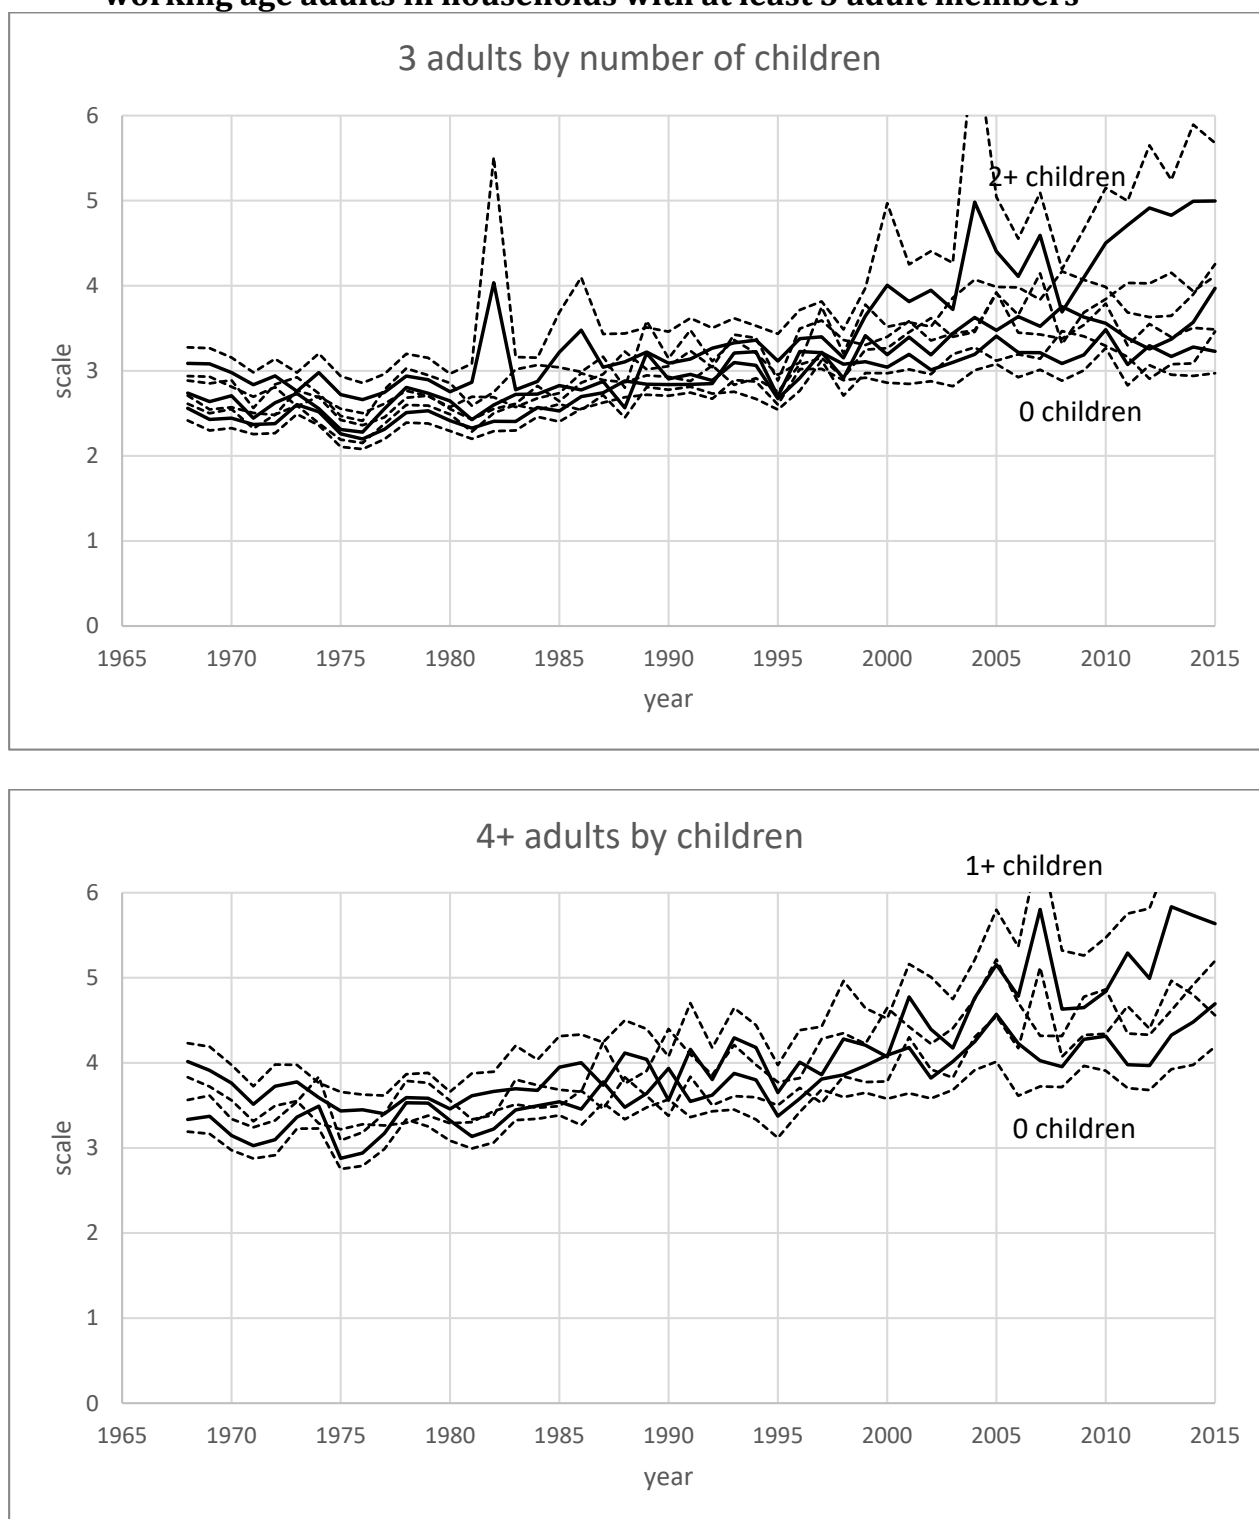 working age adults in households with at least 3 adult members
3 adults by number of children
6
5
4
3
2
1
0
scale
2+ children
0 children
1965 1970 1975 1980 1985 1990 1995 2000 2005 2010 2015
year
4+ adults by children
1+ children
6
5
4
3
2
1
0
scale
0 children
1965 1970 1975 1980 1985 1990 1995 2000 2005 2010 2015
year